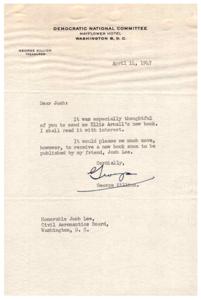 DEMOCRATIC NATIONAL COMMITTEE
MAYFLOWER HOTEL
WASHINGTON 6, D. C.
GEORGE KILLION
TREASURER
April 14, 1947
Dear Josh:
It was especially thoughtful
of you to send me Ellis Arnall's new book.
I shall read it with interest.
It would please me much more,
however, to receive a new book soon to be
published by my friend, Josh Lee.
Cordially,
George
George Killion
Honorable Josh Lee,
Civil Aeronautics Board,
Washington, D. C.